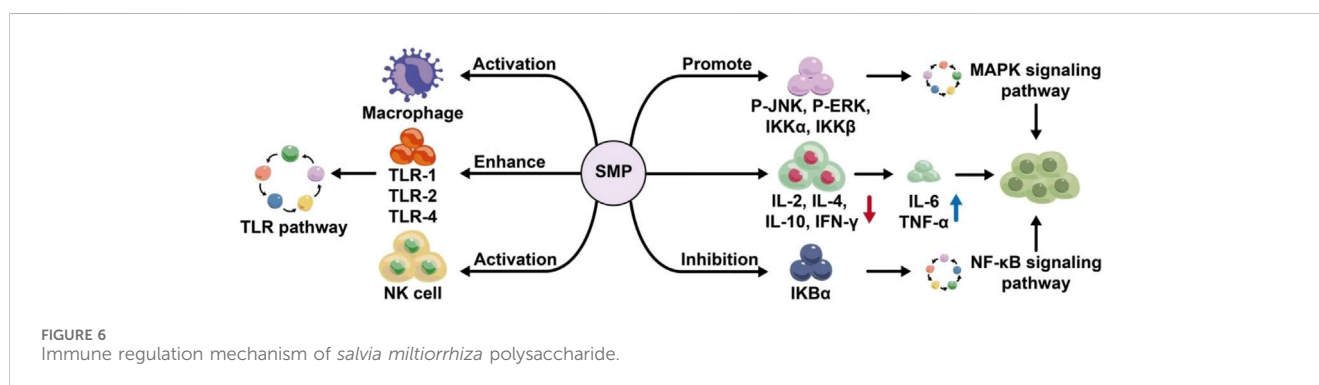 Activation
Macrophage
Enhance
TLR-1
TLR-2
TLR-4
TLR pathway
Activation
NK cell
SMP
Promote
P-JNK, P-ERK,
IKKα, IKKβ
MAPK signaling
pathway
IL-2, IL-4,
IL-10, IFN-γ
IL-6
TNF-α
Inhibition
IKBα
NF-κB signaling
pathway
FIGURE 6
Immune regulation mechanism of salvia miltiorrhiza polysaccharide.